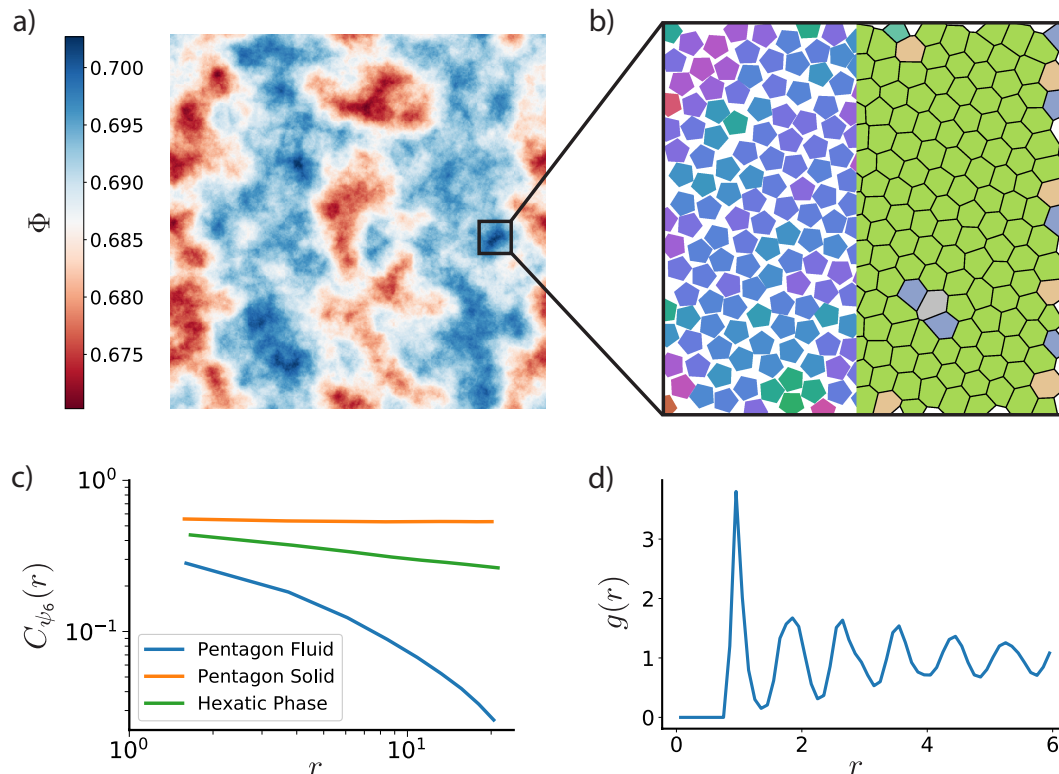 a)
b)
Φ
0.700
0.695
0.690
0.685
0.680
0.675
c)
d)
C_{ψ_6}(r)
10^0
10^{-1}
Pentagon Fluid
Pentagon Solid
Hexatic Phase
10^0
10^1
r
g(r)
3
2
1
0
0
2
4
6
r